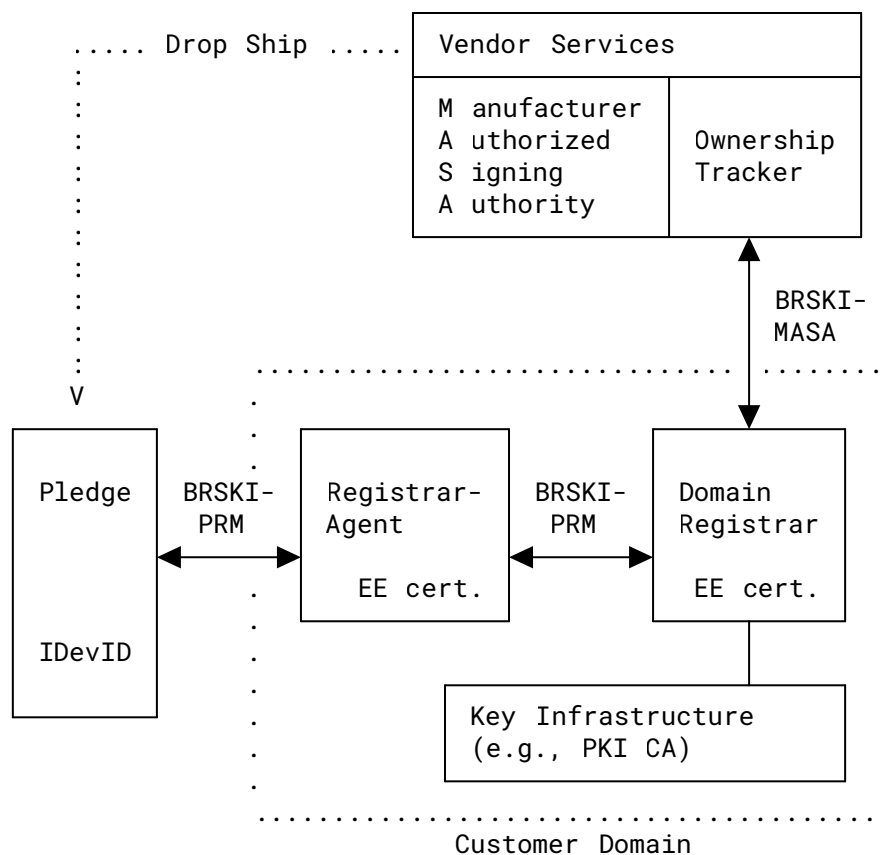 Drop Ship
Vendor Services
M anufacturer
A uthorized
S igning
A uthority
Ownership
Tracker
BRSKI-
MASA
V
Pledge
IDevID
BRSKI-
PRM
Registrar-
Agent
EE cert.
BRSKI-
PRM
Domain
Registrar
EE cert.
Key Infrastructure
(e.g., PKI CA)
Customer Domain